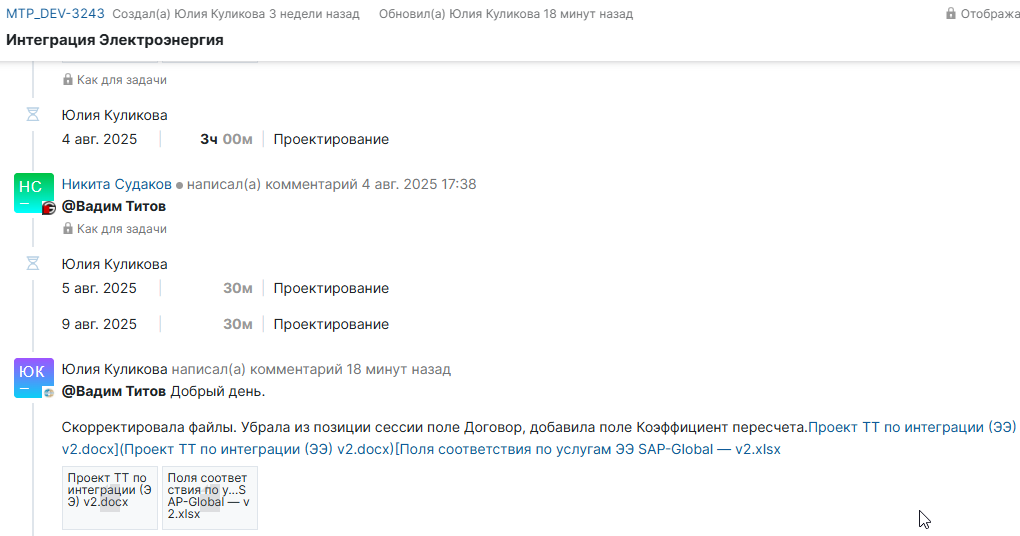 MTP_DEV-3243 Создал(а) Юлия Куликова 3 недели назад Обновил(а) Юлия Куликова 18 минут назад Отобража
Интеграция Электроэнергия
Как для задачи
Юлия Куликова
4 авг. 2025 3ч 00м Проектирование
НС
Никита Судаков написал(а) комментарий 4 авг. 2025 17:38
@Вадим Титов
Как для задачи
Юлия Куликова
5 авг. 2025 30м Проектирование
9 авг. 2025 30м Проектирование
ЮК
Юлия Куликова написал(а) комментарий 18 минут назад
@Вадим Титов Добрый день.
Скорректировала файлы. Убрала из позиции сессии поле Договор, добавила поле Коэффициент пересчета.Проект ТТ по интеграции (ЭЭ)
v2.docx](Проект ТТ по интеграции (ЭЭ) v2.docx)[Поля соответствия по услугам ЭЭ SAP-Global — v2.xlsx
Проект ТТ по
интеграции (Э
Э) v2.docx
Поля соответ
ствия по у...S
AP-Global — v
2.xlsx